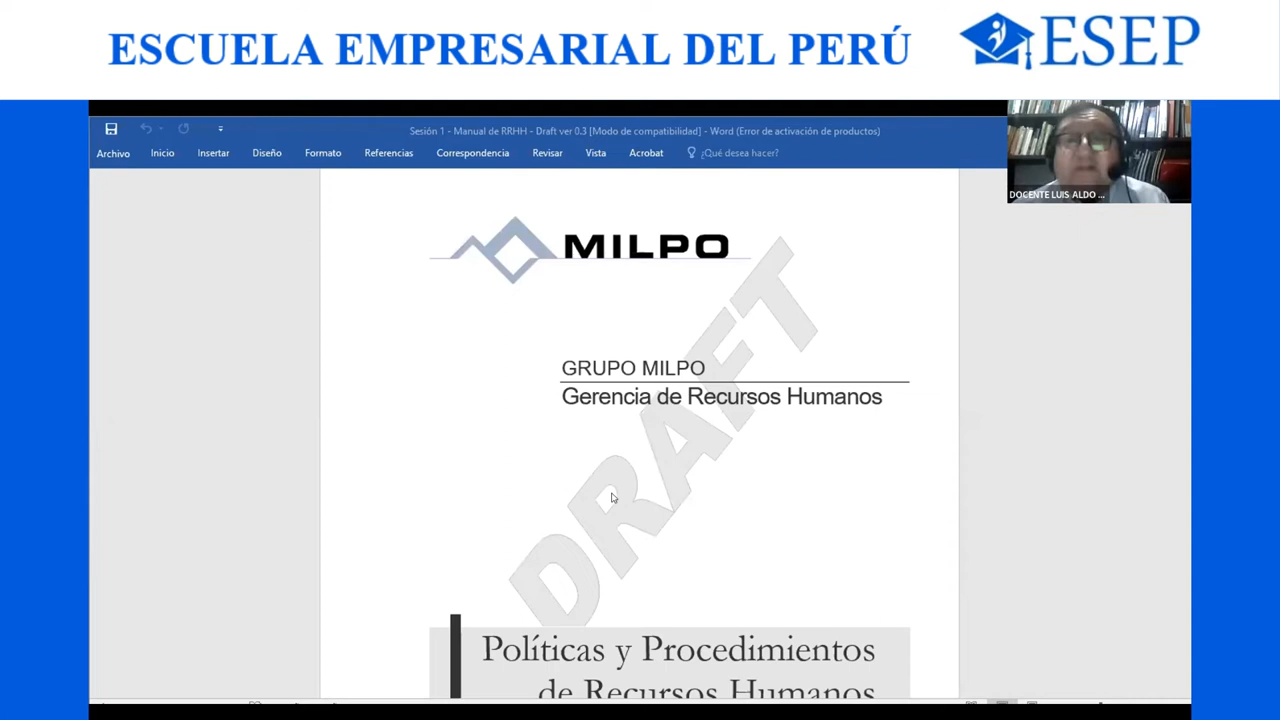 ESCUELA EMPRESARIAL DEL PERÚ
ESEP
Sesión 1 - Manual de RRHH - Draft ver 0.3 [Modo de compatibilidad] - Word (Error de activación de productos)
Archivo Inicio Insertar Diseño Formato Referencias Correspondencia Revisar Vista Acrobat ¿Qué desea hacer?
DOCENTE LUIS ALDO ...
MILPO
GRUPO MILPO
Gerencia de Recursos Humanos
DRAFT
Políticas y Procedimientos
de Recursos Humanos